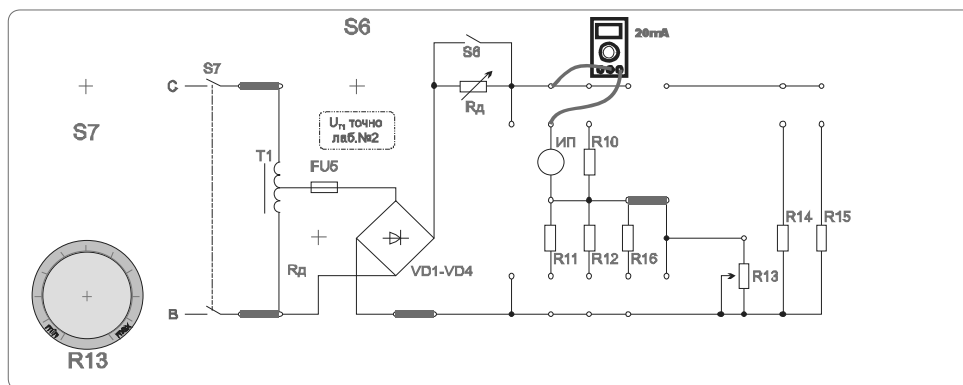 S6
S7
S6
20mA
C
S7
Rд
U_T1 точно
лаб.№2
ИП
R10
T1
FU5
R14
R15
R11
R12
R16
Rд
VD1-VD4
R13
B
min
max
R13